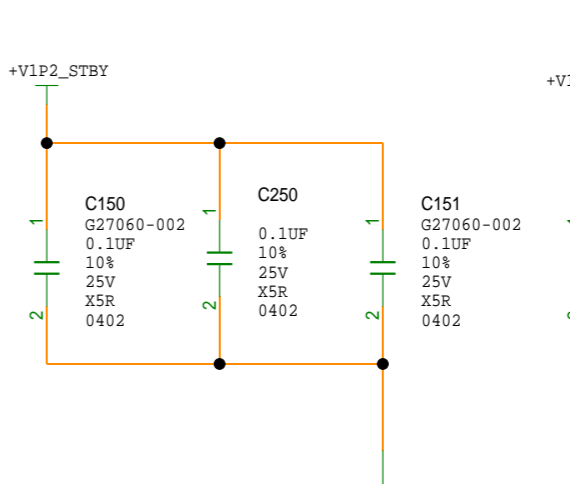 +V1P2_STBY
+V1
C150
G27060-002
0.1UF
10%
25V
X5R
0402
1
2
C250
0.1UF
10%
25V
X5R
0402
1
2
C151
G27060-002
0.1UF
10%
25V
X5R
0402
1
2